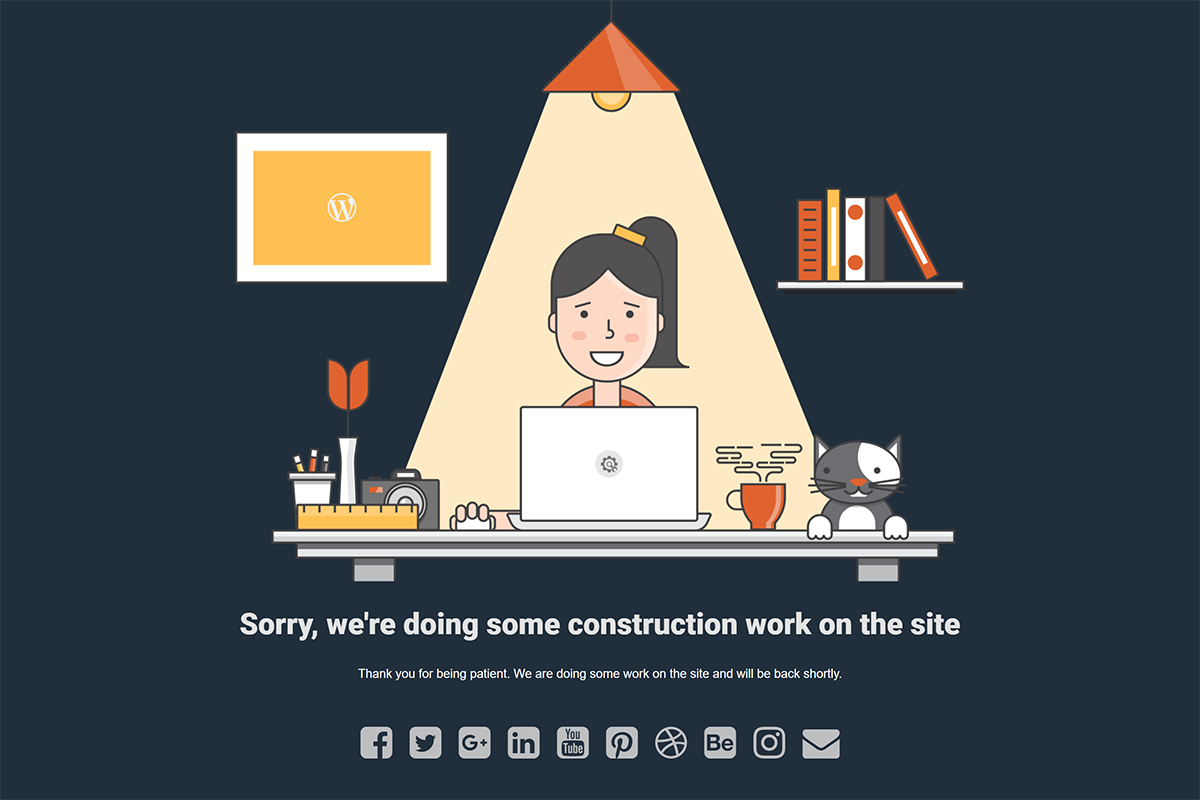 W
Sorry, we're doing some construction work on the site
Thank you for being patient. We are doing some work on the site and will be back shortly.
f G+ in You Tube p Be